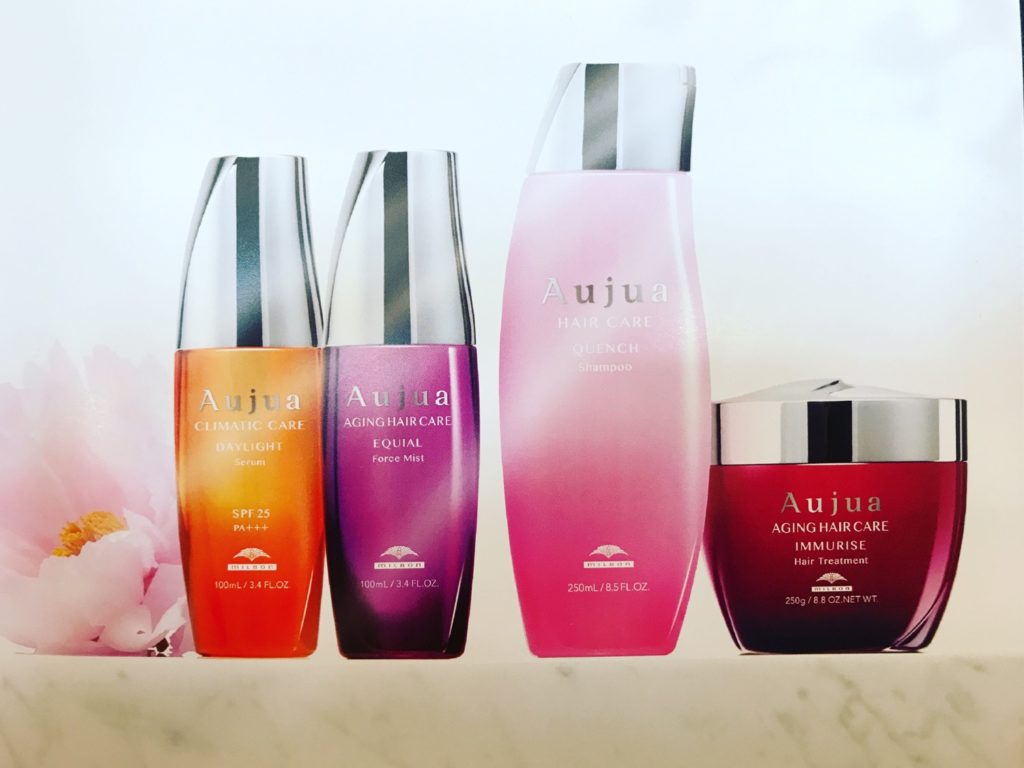 Aujua
CLIMATIC CARE
DAYLIGHT
Serum
SPF 25
PA+++
MILBON
100mL / 3.4 FL.OZ.
Aujua
AGING HAIR CARE
EQUIAL
Force Mist
MILBON
100mL / 3.4 FL.OZ.
Aujua
HAIR CARE
QUENCH
Shampoo
MILBON
250mL / 8.5 FL.OZ.
Aujua
AGING HAIR CARE
IMMURISE
Hair Treatment
MILBON
250g / 8.8 OZ.NET WT.